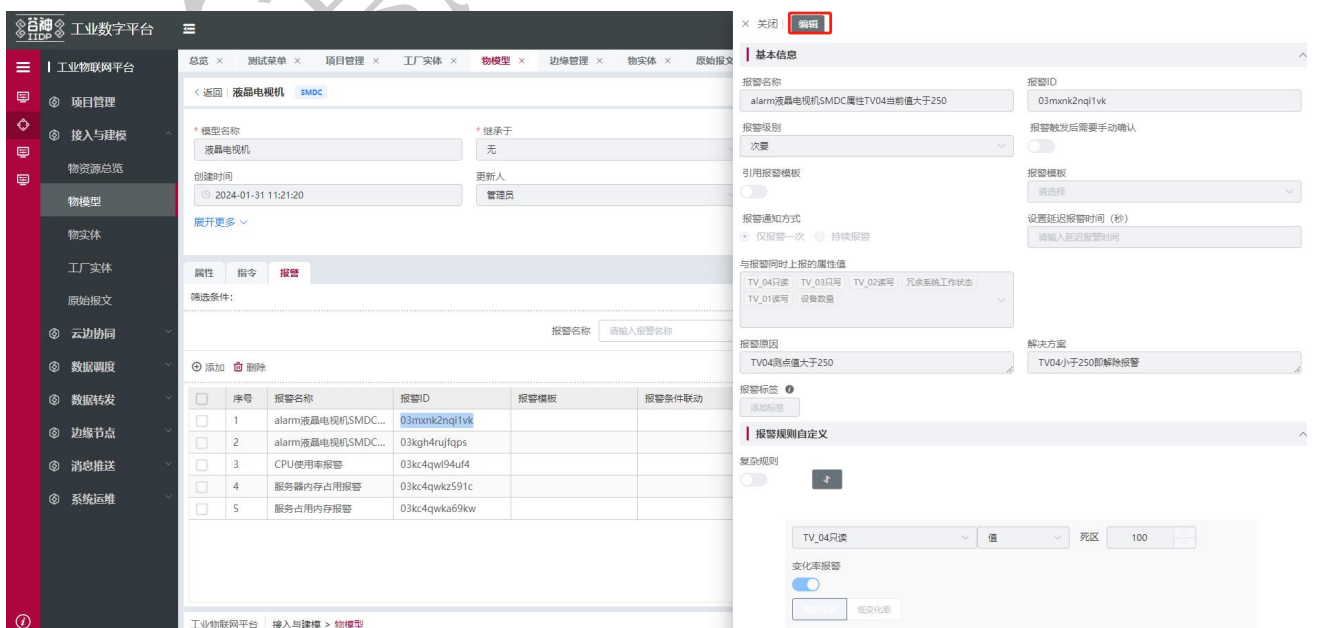 谷神 IIDP 工业数字平台
工业物联网平台
项目管理
接入与建模
物资源总览
物模型
物实体
工厂实体
原始报文
云边协同
数据调度
数据转发
边缘节点
消息推送
系统运维
总览 × 测试菜单 × 项目管理 × 工厂实体 × 物模型 × 边缘管理 × 物实体 × 原始报文
< 返回 液晶电视机 SMDC
* 模型名称 * 继承于
液晶电视机 无
创建时间 更新人
2024-01-31 11:21:20 管理员
展开更多
属性 指令 报警
筛选条件:
报警名称 请输入报警名称
添加 删除
序号 报警名称 报警ID 报警模板 报警条件联动
1 alarm液晶电视机SMDC... 03mxnk2nqi1vk
2 alarm液晶电视机SMDC... 03kgh4rujfqps
3 CPU使用率报警 03kc4qwl94uf4
4 服务器内存占用报警 03kc4qwkz591c
5 服务占用内存报警 03kc4qwka69kw
工业物联网平台 接入与建模 > 物模型
× 关闭 编辑
基本信息
报警名称 报警ID
alarm液晶电视机SMDC属性TV04当前值大于250 03mxnk2nqi1vk
报警级别 报警触发后需要手动确认
次要
引用报警模板 报警模板
请选择
报警通知方式 设置延迟报警时间（秒）
仅报警一次 持续报警 请输入延迟报警时间
与报警同时上报的属性值
TV_04只读 TV_03只写 TV_02读写 冗余系统工作状态
TV_01读写 设备数量
报警原因 解决方案
TV04测点值大于250 TV04小于250即解除报警
报警标签
添加标签
报警规则自定义
复杂规则
TV_04只读 值 死区 100
变化率报警
低变化率